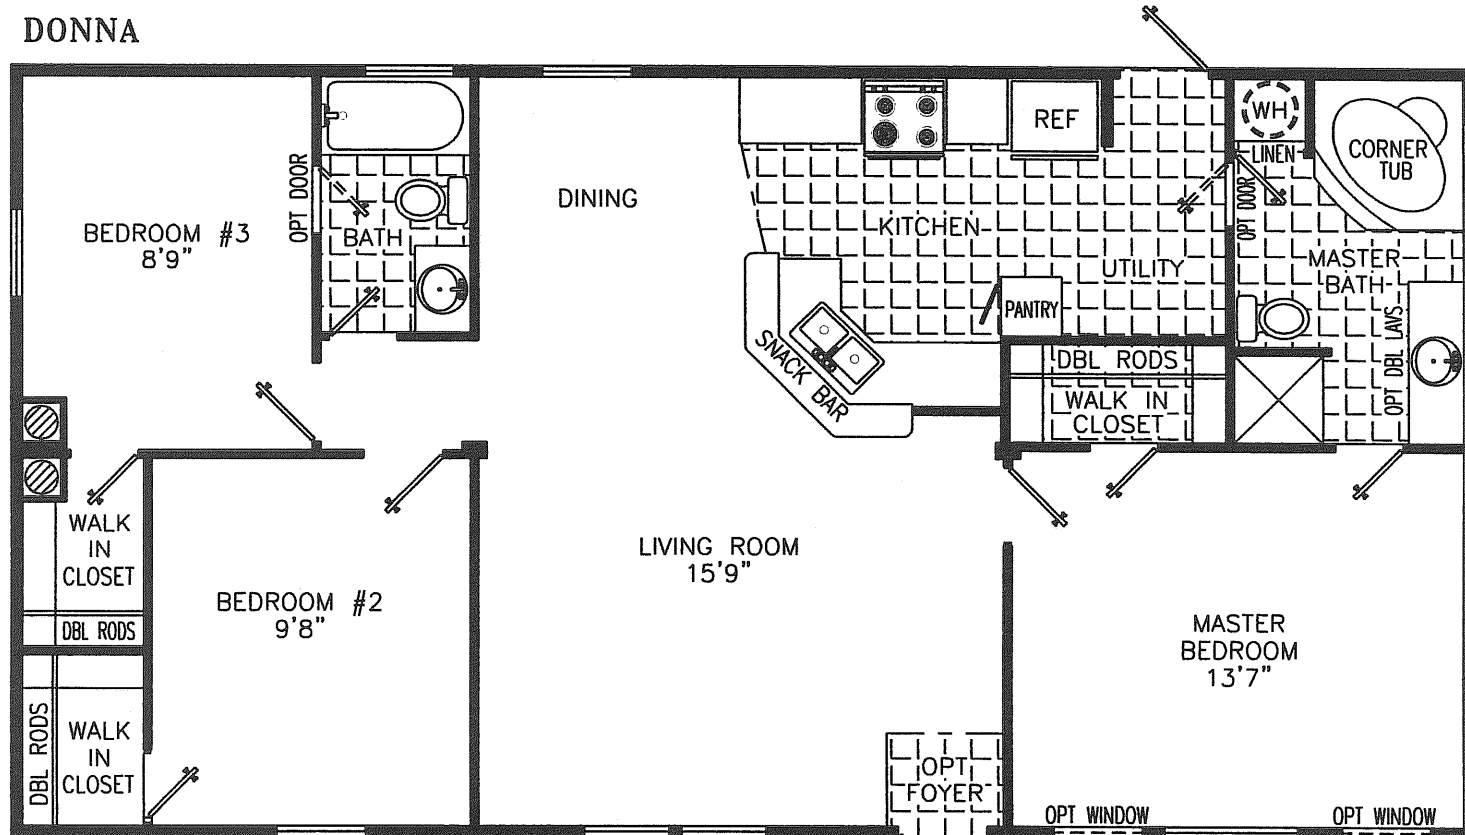 DONNA
BEDROOM #3
8'9"
OPT DOOR
BATH
DINING
REF
KITCHEN
UTILITY
PANTRY
SNACK BAR
WH
LINEN
CORNER
TUB
OPT DOOR
MASTER
BATH
OPT DBL LAVS
DBL RODS
WALK IN
CLOSET
WALK
IN
CLOSET
DBL RODS
BEDROOM #2
9'8"
LIVING ROOM
15'9"
MASTER
BEDROOM
13'7"
DBL RODS
WALK
IN
CLOSET
OPT
FOYER
OPT WINDOW
OPT WINDOW